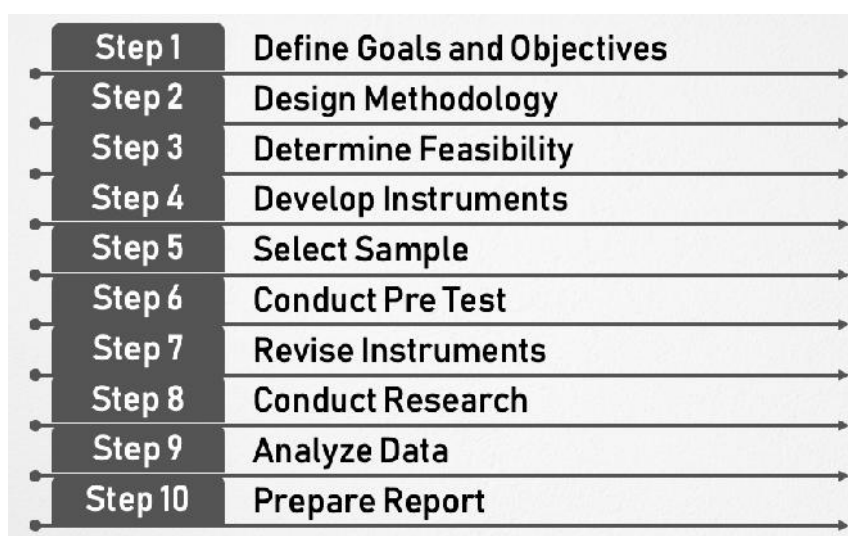 Step 1 Define Goals and Objectives
Step 2 Design Methodology
Step 3 Determine Feasibility
Step 4 Develop Instruments
Step 5 Select Sample
Step 6 Conduct Pre Test
Step 7 Revise Instruments
Step 8 Conduct Research
Step 9 Analyze Data
Step 10 Prepare Report